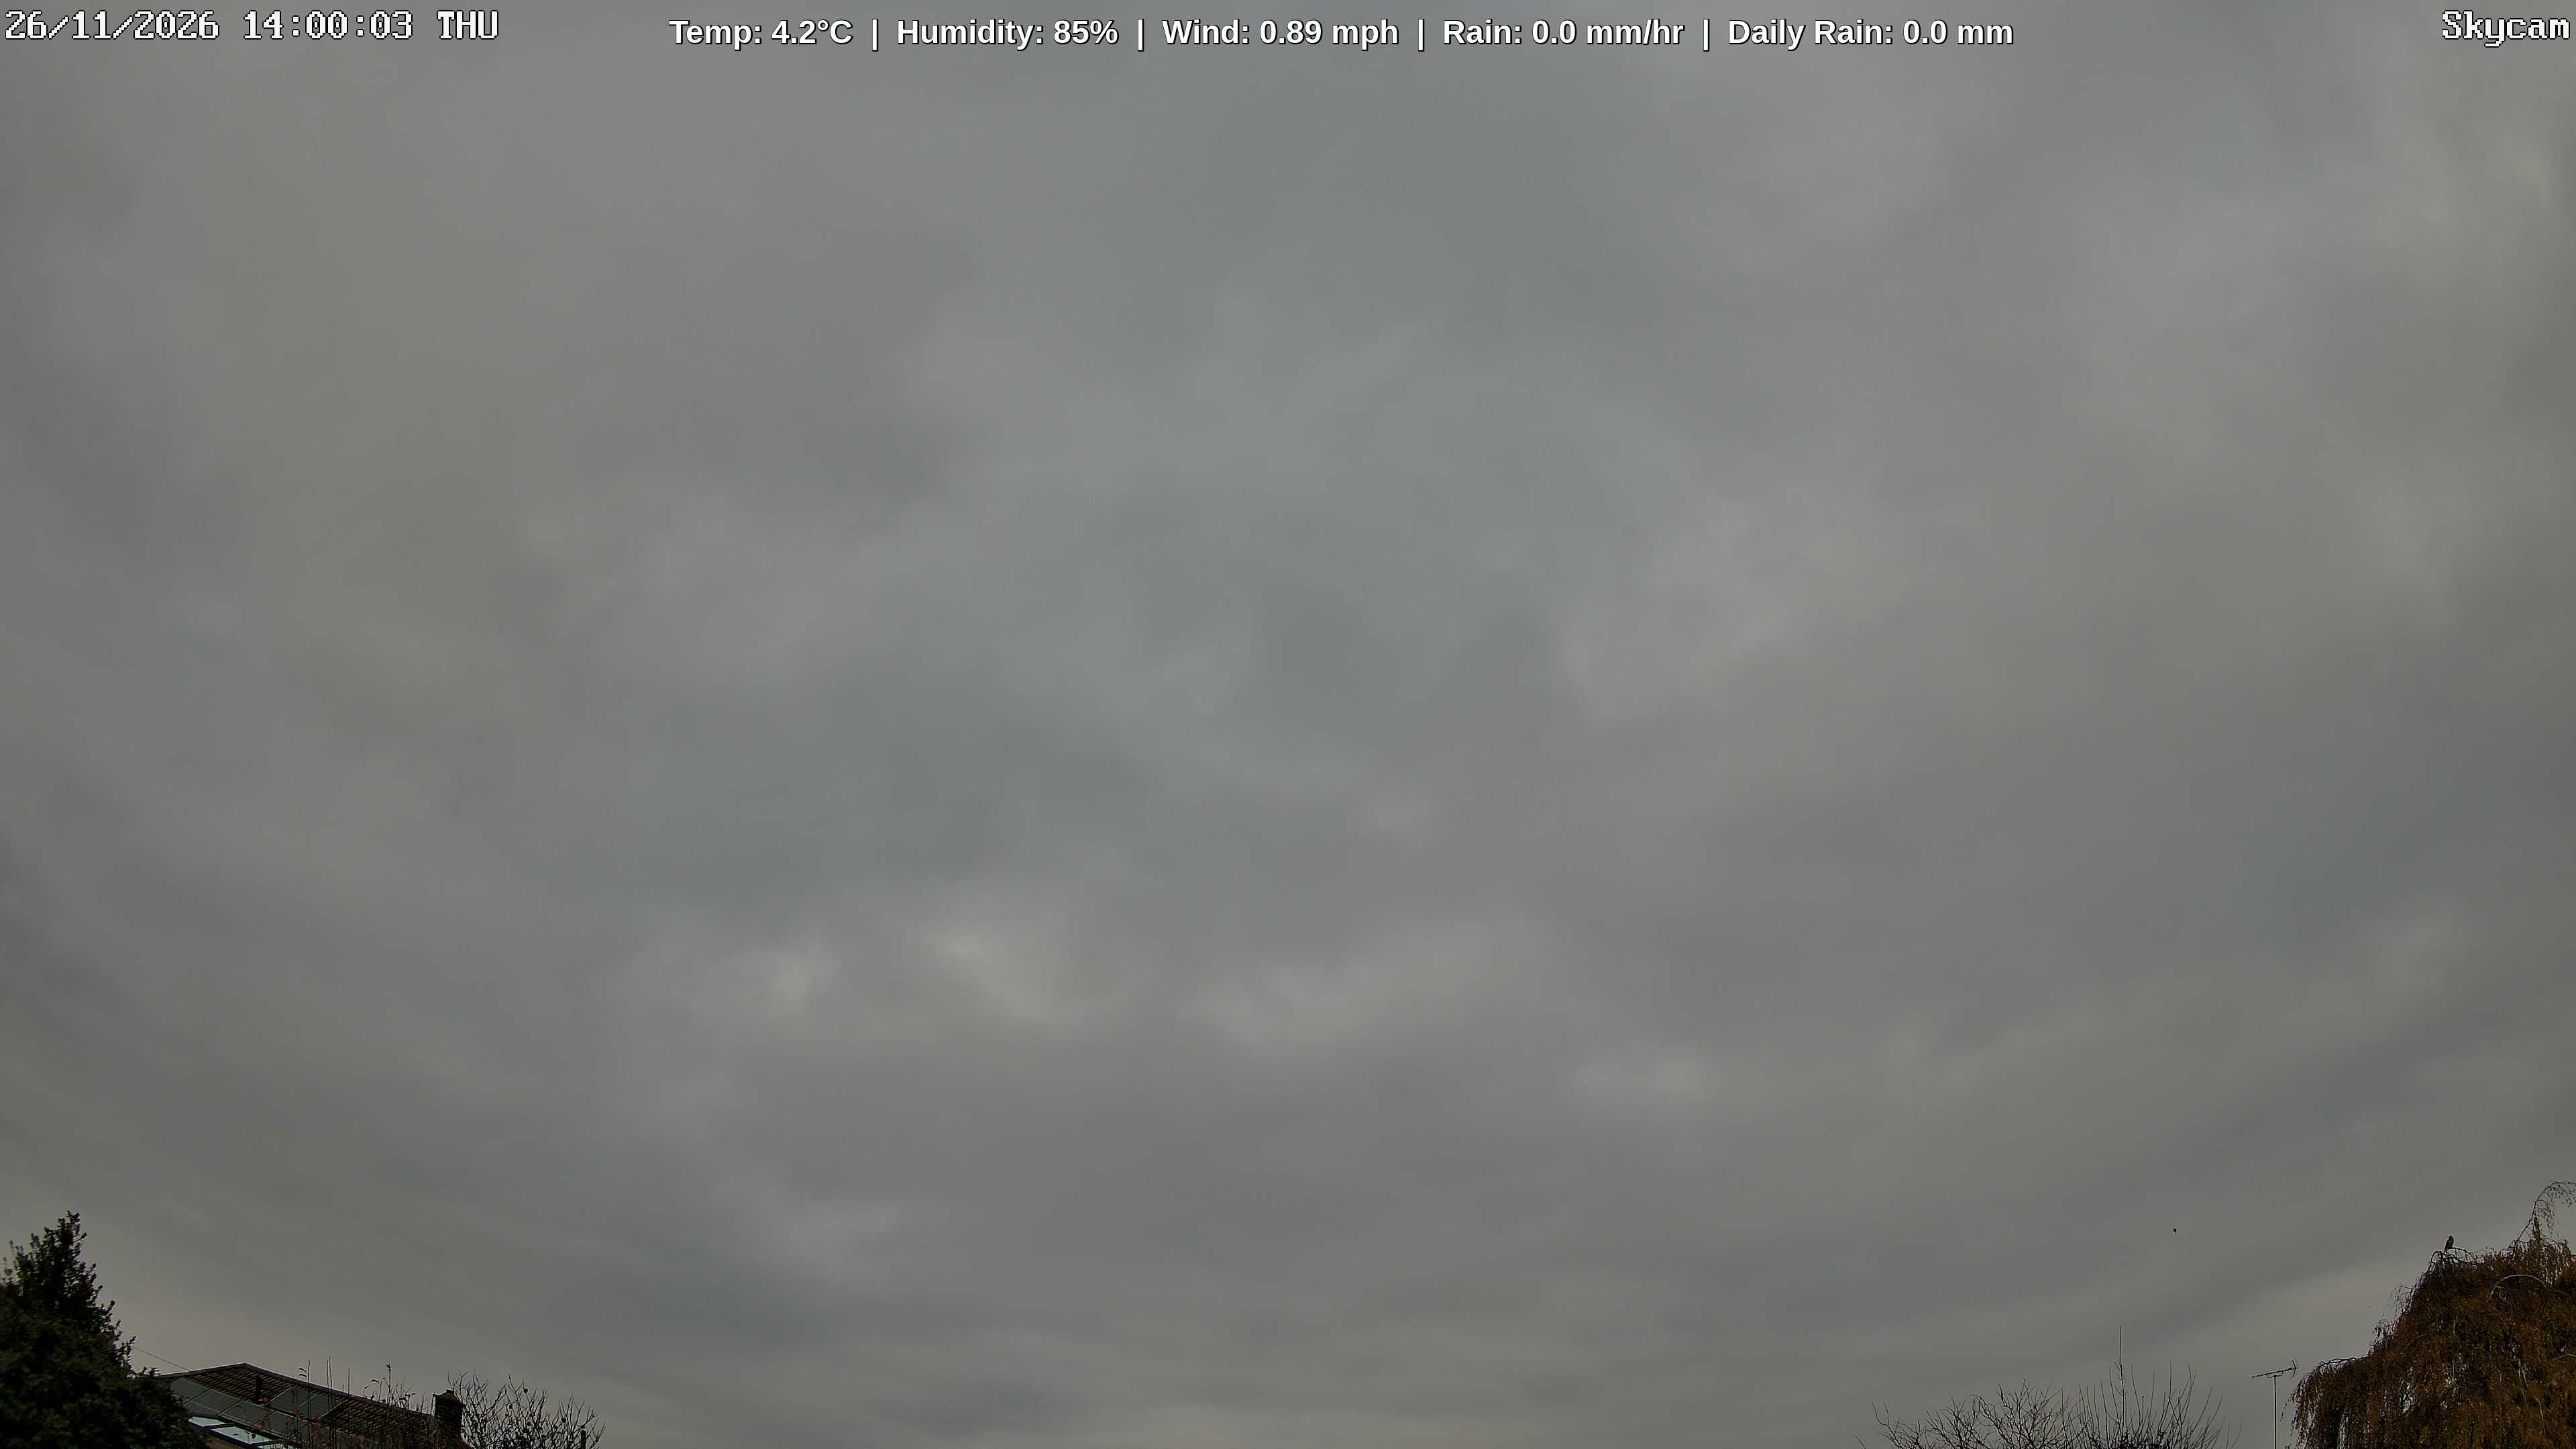 26/11/2026 14:00:03 THU
Temp: 4.2°C | Humidity: 85% | Wind: 0.89 mph | Rain: 0.0 mm/hr | Daily Rain: 0.0 mm
Skycam